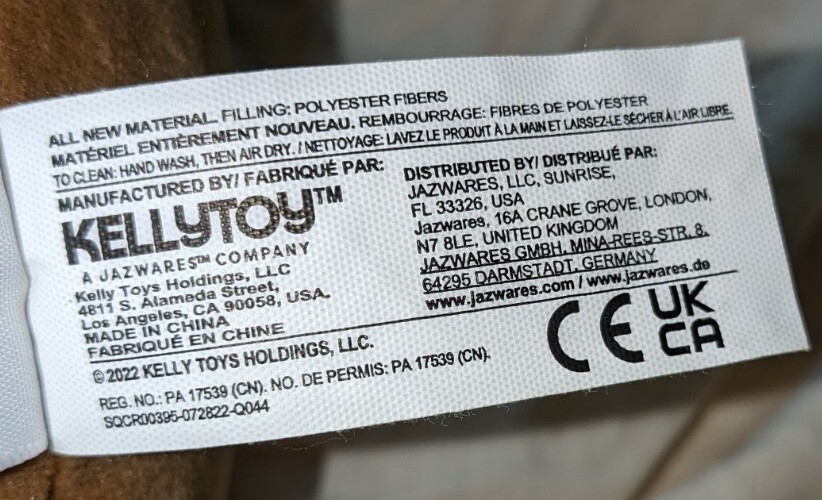 ALL NEW MATERIAL. FILLING: POLYESTER FIBERS
MATÉRIEL ENTIÈREMENT NOUVEAU. REMBOURRAGE: FIBRES DE POLYESTER
TO CLEAN: HAND WASH, THEN AIR DRY. / NETTOYAGE: LAVEZ LE PRODUIT À LA MAIN ET LAISSEZ-LE SÉCHER À L'AIR LIBRE.
MANUFACTURED BY/ FABRIQUÉ PAR:
KELLYTOY™
A JAZWARES™ COMPANY
Kelly Toys Holdings, LLC
4811 S. Alameda Street,
Los Angeles, CA 90058, USA.
MADE IN CHINA
FABRIQUÉ EN CHINE
DISTRIBUTED BY/ DISTRIBUÉ PAR:
JAZWARES, LLC, SUNRISE,
FL 33326, USA
Jazwares, 16A CRANE GROVE, LONDON,
N7 8LE, UNITED KINGDOM
JAZWARES GMBH, MINA-REES-STR. 8,
64295 DARMSTADT, GERMANY
www.jazwares.com / www.jazwares.de
©2022 KELLY TOYS HOLDINGS, LLC.
REG. NO.: PA 17539 (CN). NO. DE PERMIS: PA 17539 (CN).
SQCR00395-072822-Q044
CE
UK
CA